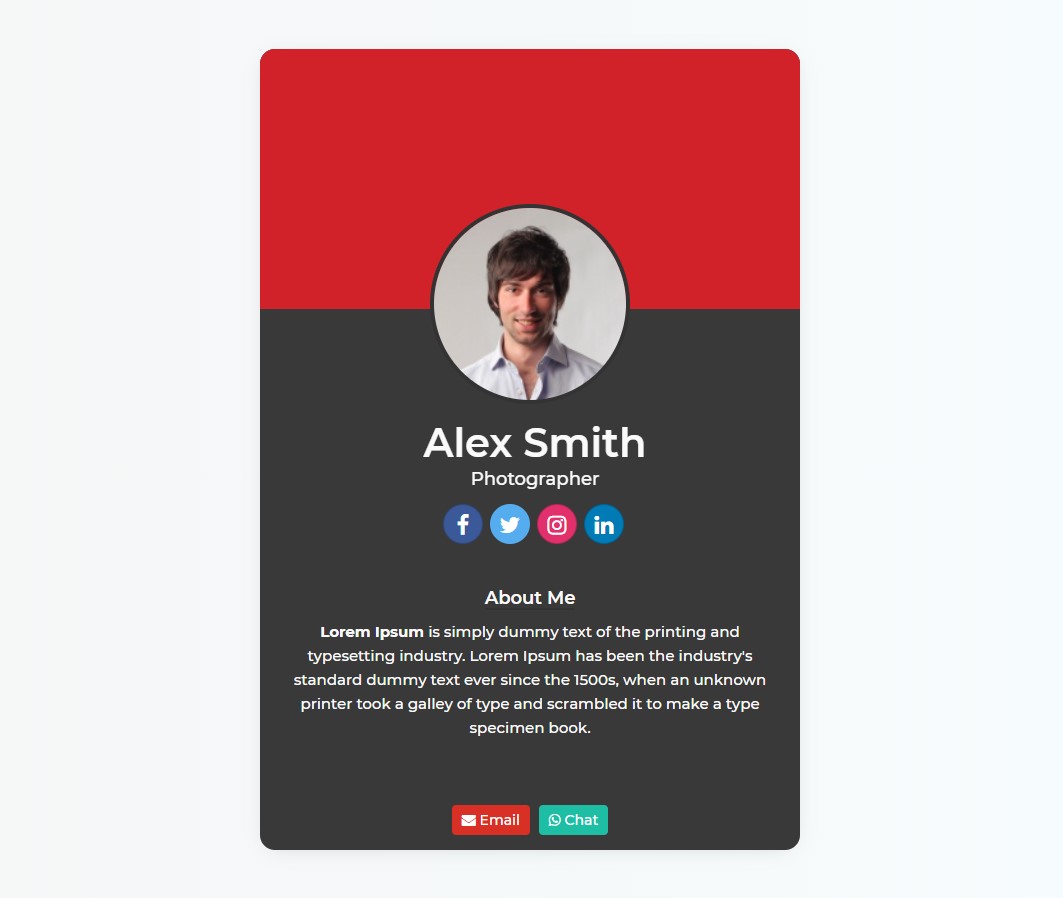 Alex Smith
Photographer
About Me
Lorem Ipsum is simply dummy text of the printing and
typesetting industry. Lorem Ipsum has been the industry's
standard dummy text ever since the 1500s, when an unknown
printer took a galley of type and scrambled it to make a type
specimen book.
Email Chat